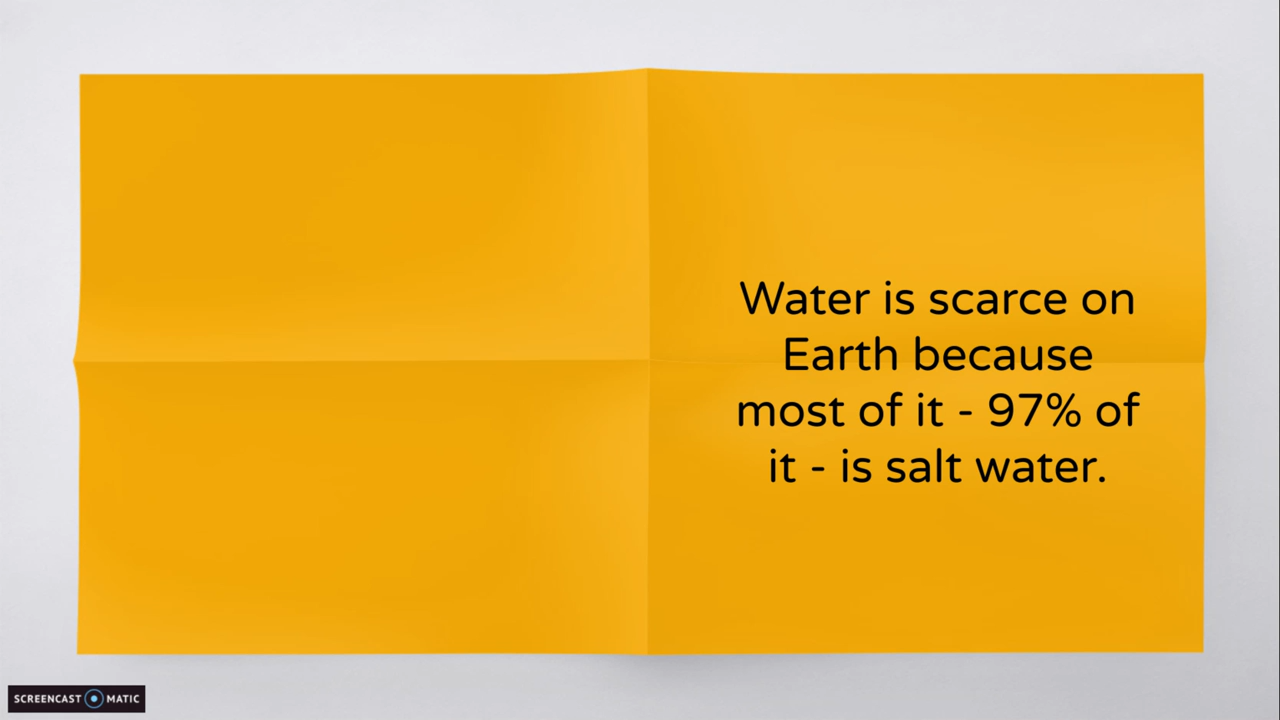 Water is scarce on
Earth because
most of it - 97% of
it - is salt water.
SCREENCAST MATIC